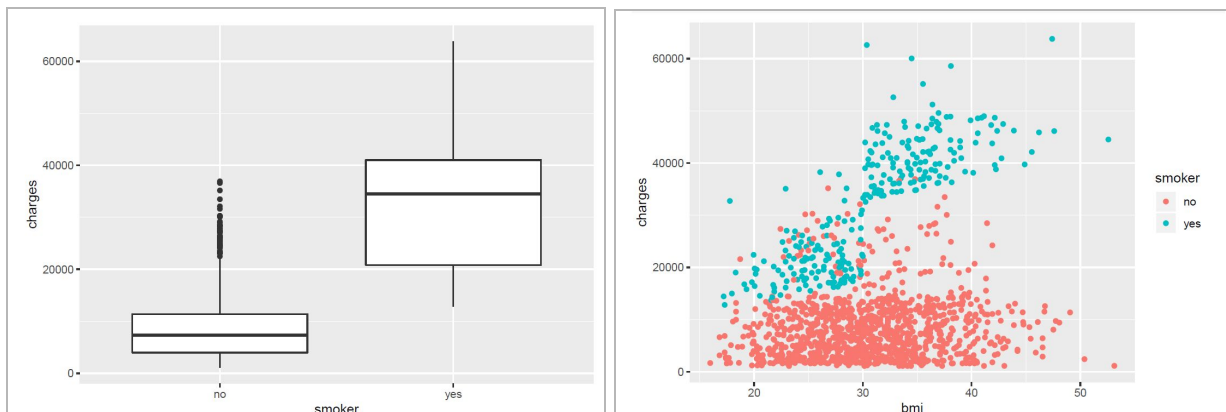 60000
40000
20000
0
charges
no
yes
smoker
60000
40000
20000
0
charges
20
30
40
50
bmi
smoker
no
yes